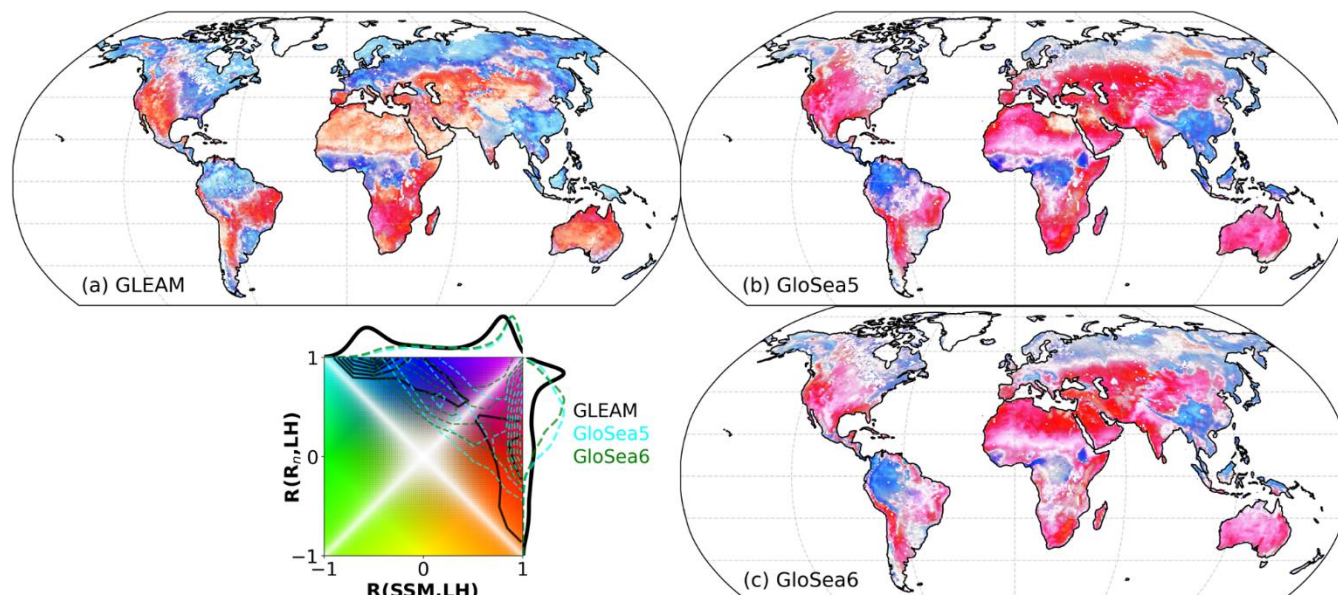 (a) GLEAM
(b) GloSea5
1
0
−1
R(Rn,LH)
−1
0
1
R(SSM,LH)
GLEAM
GloSea5
GloSea6
(c) GloSea6